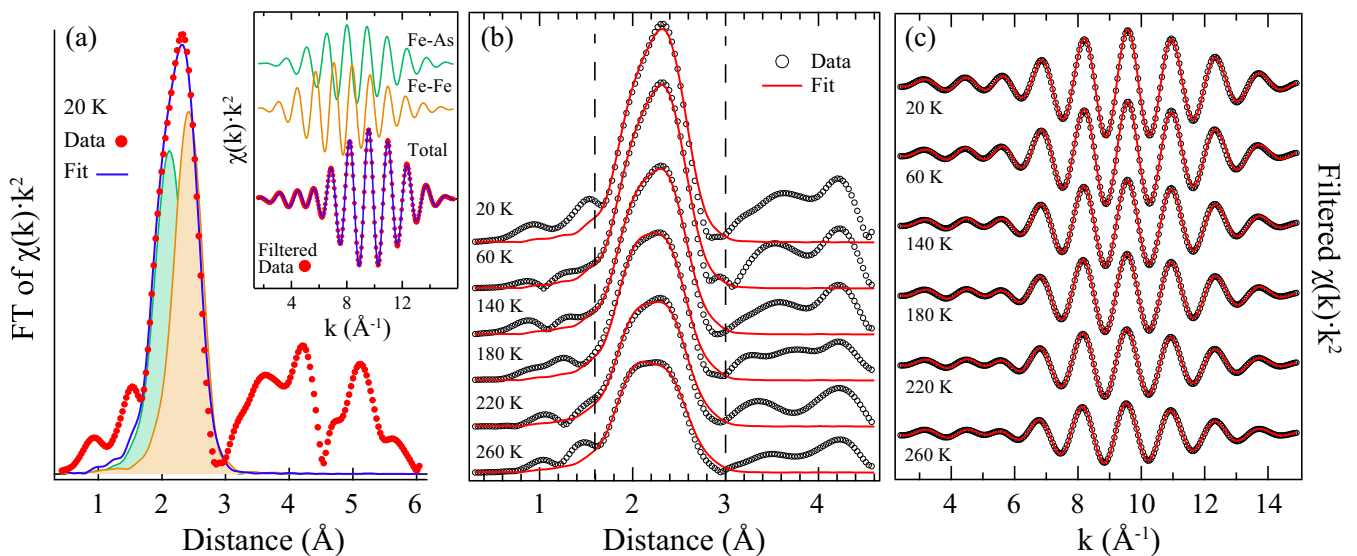 (a)
20 K
Data
Fit
FT of χ(k)·k²
1 2 3 4 5 6
Distance (Å)
Fe-As
Fe-Fe
Total
Filtered
Data
χ(k)·k²
4 8 12
k (Å⁻¹)
(b)
Data
Fit
20 K
60 K
140 K
180 K
220 K
260 K
1 2 3 4
Distance (Å)
(c)
20 K
60 K
140 K
180 K
220 K
260 K
4 6 8 10 12 14
k (Å⁻¹)
Filtered χ(k)·k²